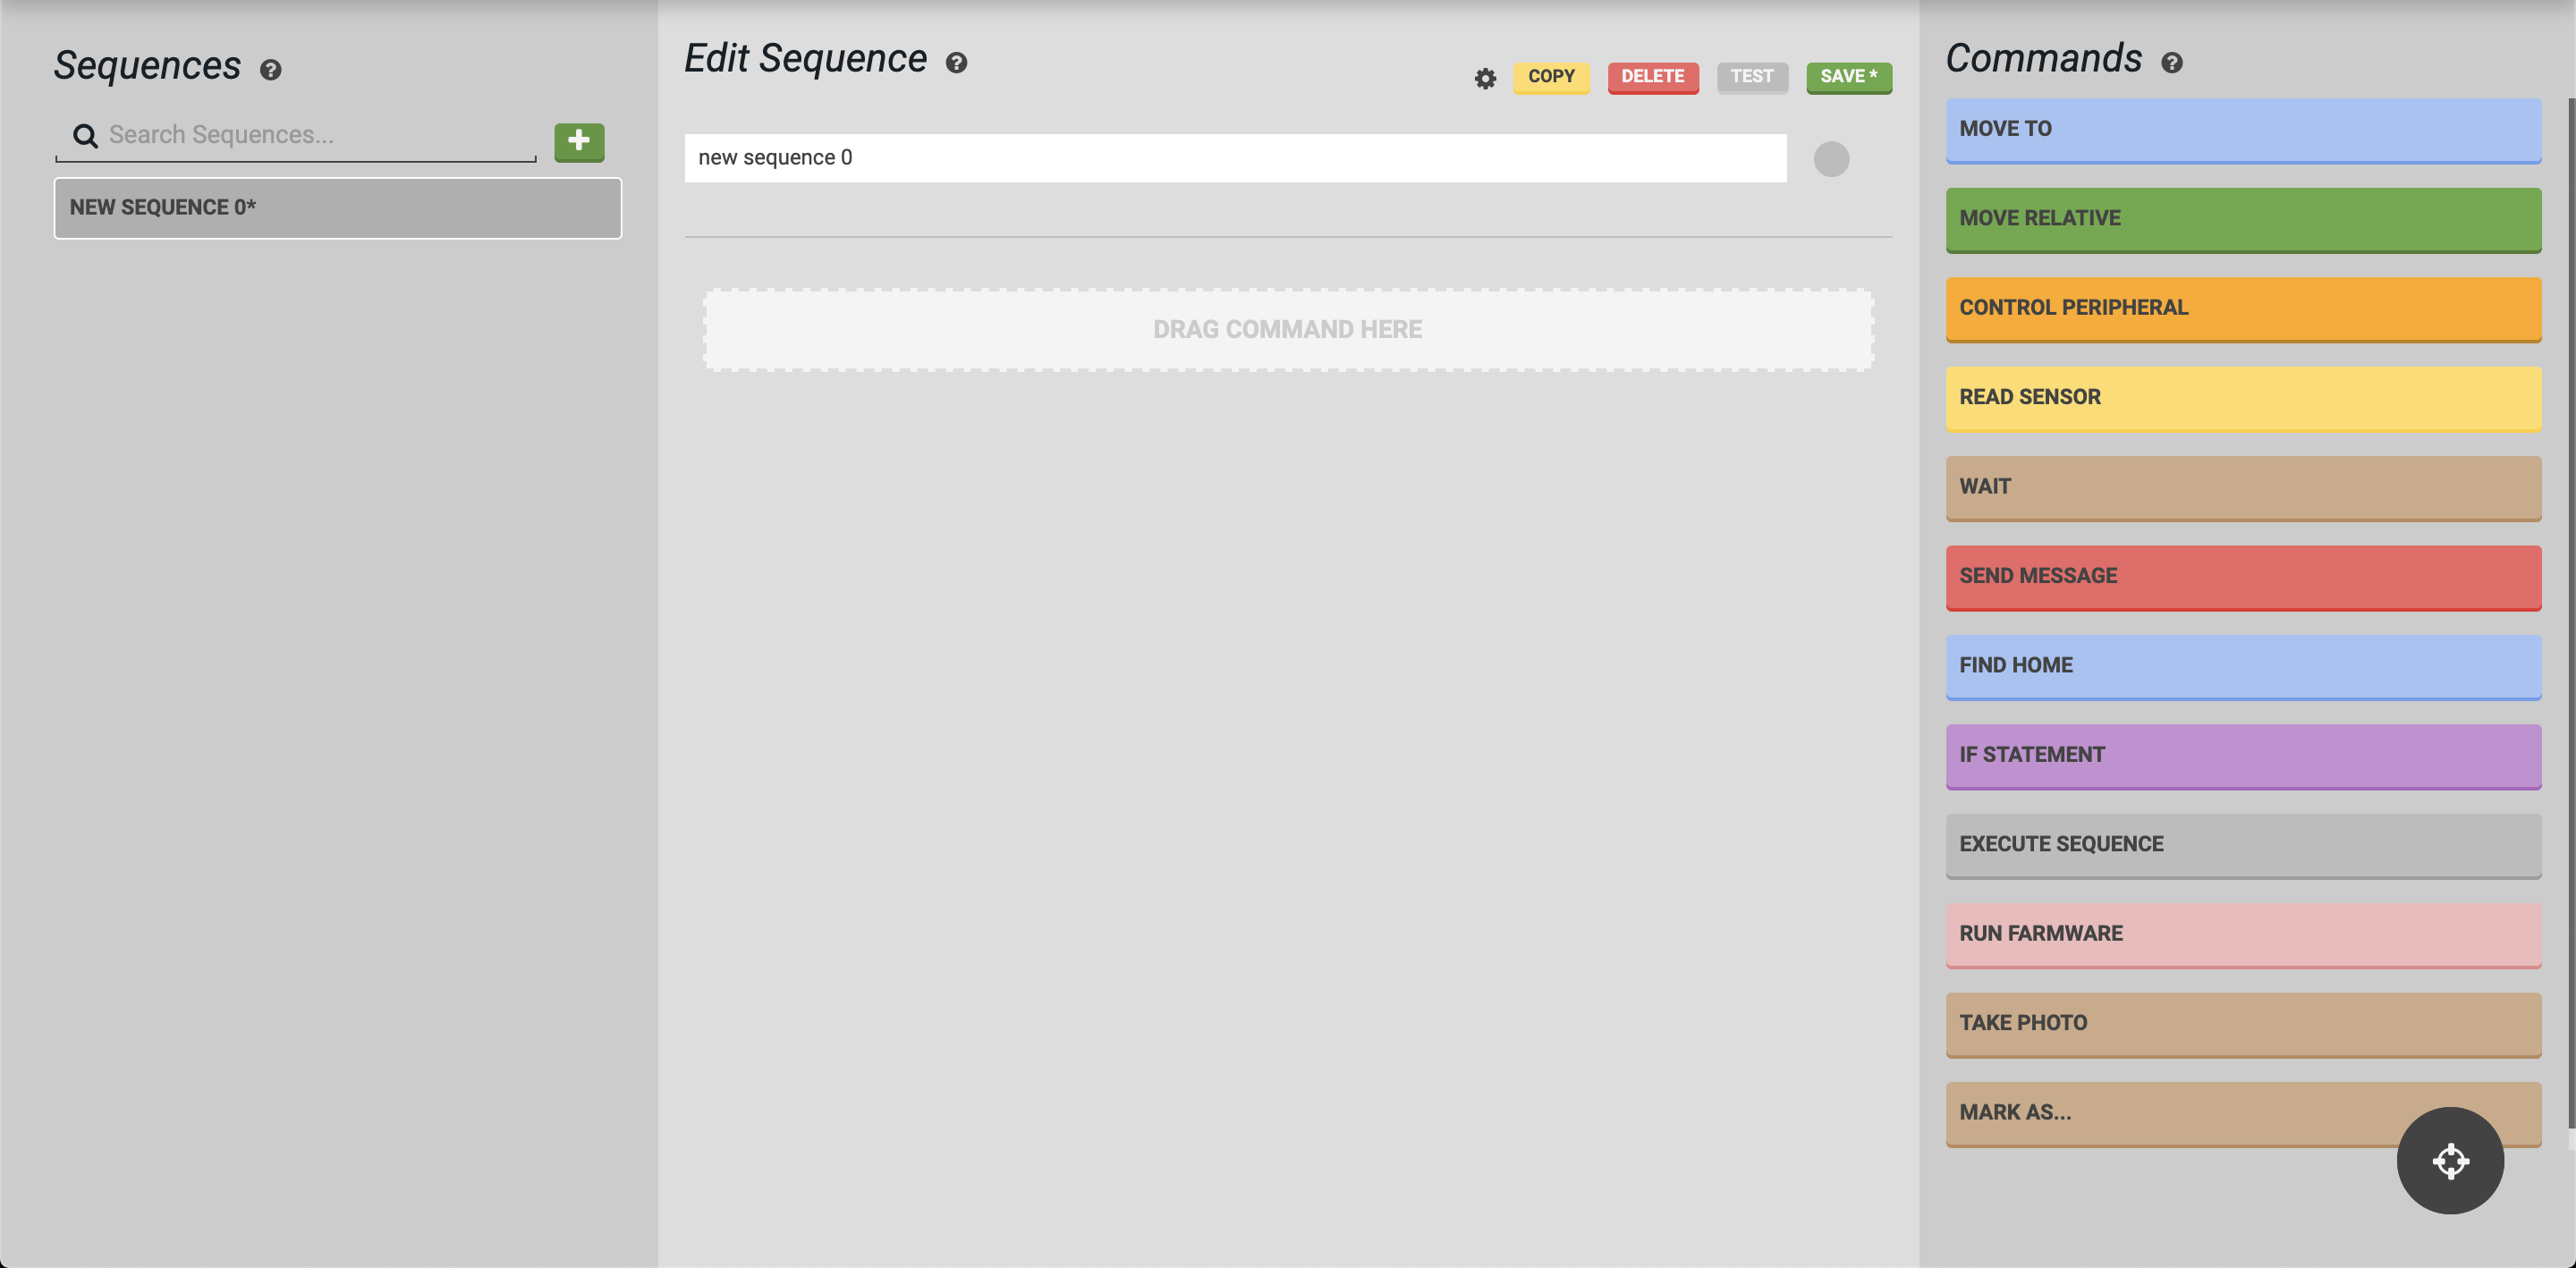 Sequences
Search Sequences...
NEW SEQUENCE 0*
Edit Sequence
COPY
DELETE
TEST
SAVE *
new sequence 0
DRAG COMMAND HERE
Commands
MOVE TO
MOVE RELATIVE
CONTROL PERIPHERAL
READ SENSOR
WAIT
SEND MESSAGE
FIND HOME
IF STATEMENT
EXECUTE SEQUENCE
RUN FARMWARE
TAKE PHOTO
MARK AS...